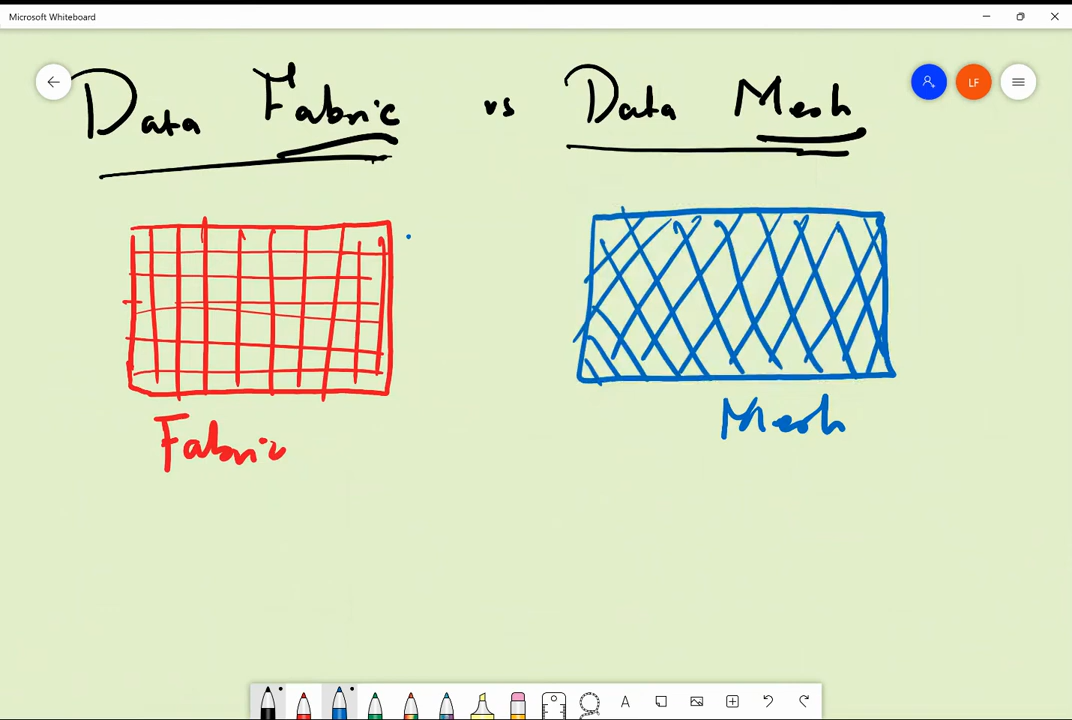 Microsoft Whiteboard
LF
Data Fabric vs Data Mesh
Fabric
Mesh
A